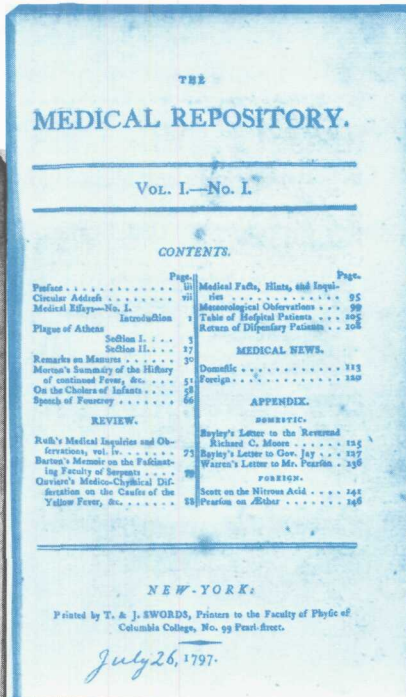 THE
MEDICAL REPOSITORY.
VOL. I.—No. I.
CONTENTS.
Page.
Preface . . . . . . . . . . . . iii
Circular Address . . . . . . . vii
Medical Essays—No. I.
Introduction 1
Plague of Athens
Section I. . . . 3
Section II. . . . 17
Remarks on Manures . . . . 30
Morton's Summary of the History
of continued Fever, &c. . . . . 51
On the Cholera of Infants . . . . 58
Speech of Fourcroy . . . . . . 66
REVIEW.
Rush's Medical Inquiries and Ob-
servations, vol. iv. . . . . . . . 73
Barton's Memoir on the Fascinat-
ing Faculty of Serpents . . . .
Ouviere's Medico-Chymical Dis-
sertation on the Causes of the
Yellow Fever, &c. . . . . . . . 88
Page.
Medical Facts, Hints, and Inqui-
ries . . . . . . . . . . . . . 95
Meteorological Observations . . . 99
Table of Hospital Patients . . . 105
Return of Dispensary Patients . . 108
MEDICAL NEWS.
Domestic . . . . . . . . . . . 113
Foreign . . . . . . . . . . . . 120
APPENDIX.
DOMESTIC.
Bayley's Letter to the Reverend
Richard C. Moore . . . . . . 125
Bayley's Letter to Gov. Jay . . . 127
Warren's Letter to Mr. Pearson . 136
FOREIGN.
Scott on the Nitrous Acid . . . . 141
Pearson on Æther . . . . . . . 146
NEW-YORK:
Printed by T. & J. SWORDS, Printers to the Faculty of Physic of
Columbia College, No. 99 Pearl-street.
July 26, 1797.